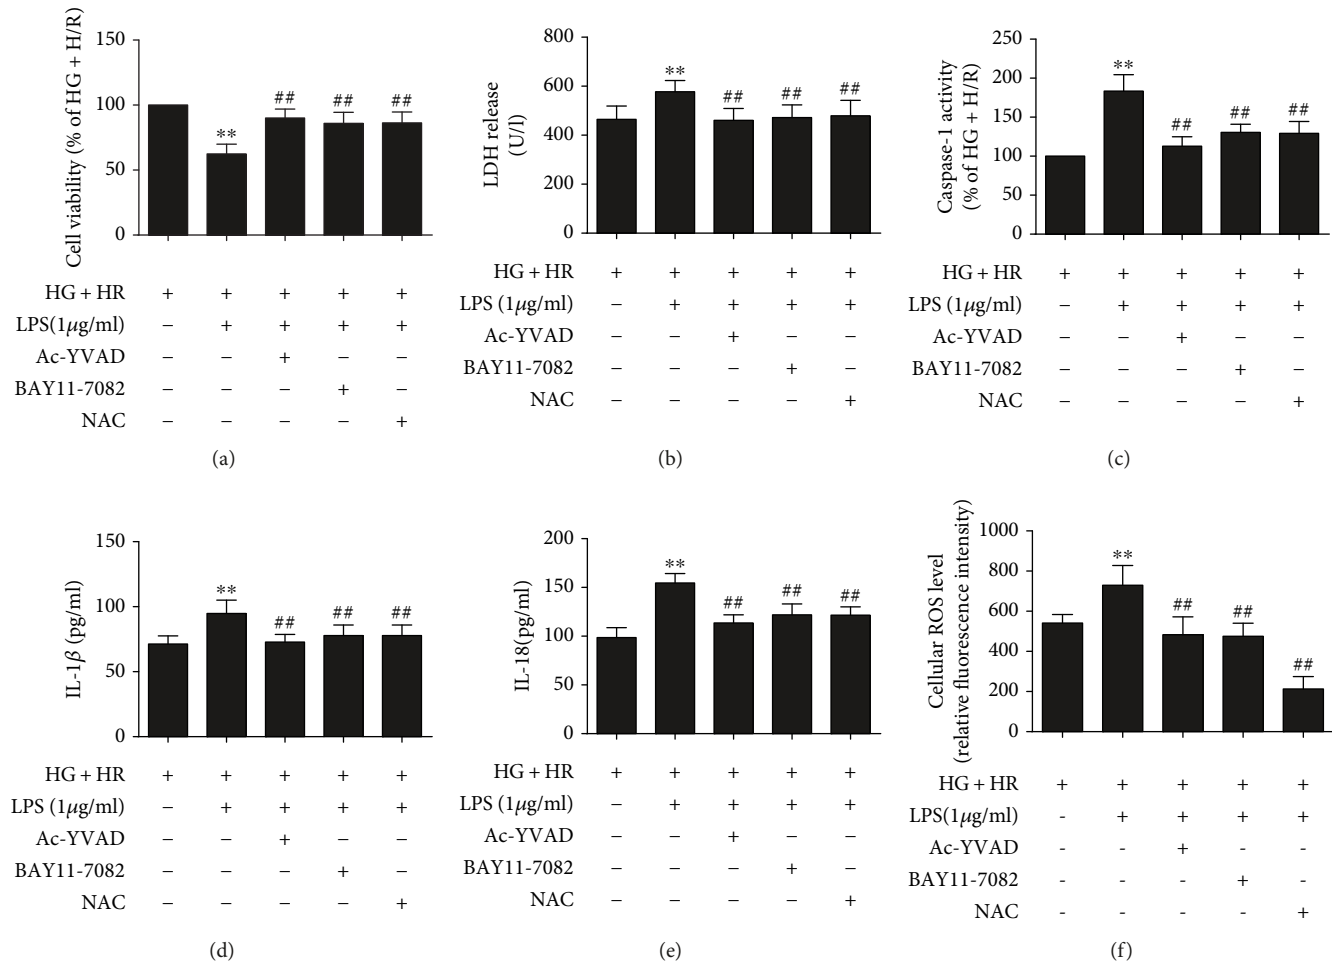 Cell viability (% of HG + H/R)
150
100
50
0
**
##
##
##
HG + HR + + + + +
LPS(1μg/ml) − + + + +
Ac-YVAD − − + − −
BAY11-7082 − − − + −
NAC − − − − +
(a)
LDH release
(U/l)
800
600
400
200
0
**
##
##
##
HG + HR + + + + +
LPS (1μg/ml) − + + + +
Ac-YVAD − − + − −
BAY11-7082 − − − + −
NAC − − − − +
(b)
Caspase-1 activity
(% of HG + H/R)
250
200
150
100
50
0
**
##
##
##
HG + HR + + + + +
LPS (1μg/ml) − + + + +
Ac-YVAD − − + − −
BAY11-7082 − − − + −
NAC − − − − +
(c)
IL-1β (pg/ml)
150
100
50
0
**
##
##
##
HG + HR + + + + +
LPS (1μg/ml) − + + + +
Ac-YVAD − − + − −
BAY11-7082 − − − + −
NAC − − − − +
(d)
IL-18(pg/ml)
200
150
100
50
0
**
##
##
##
HG + HR + + + + +
LPS (1μg/ml) − + + + +
Ac-YVAD − − + − −
BAY11-7082 − − − + −
NAC − − − − +
(e)
Cellular ROS level
(relative fluorescence intensity)
1000
800
600
400
200
0
**
##
##
##
HG + HR + + + + +
LPS(1μg/ml) - + + + +
Ac-YVAD - - + - -
BAY11-7082 - - - + -
NAC - - - - +
(f)